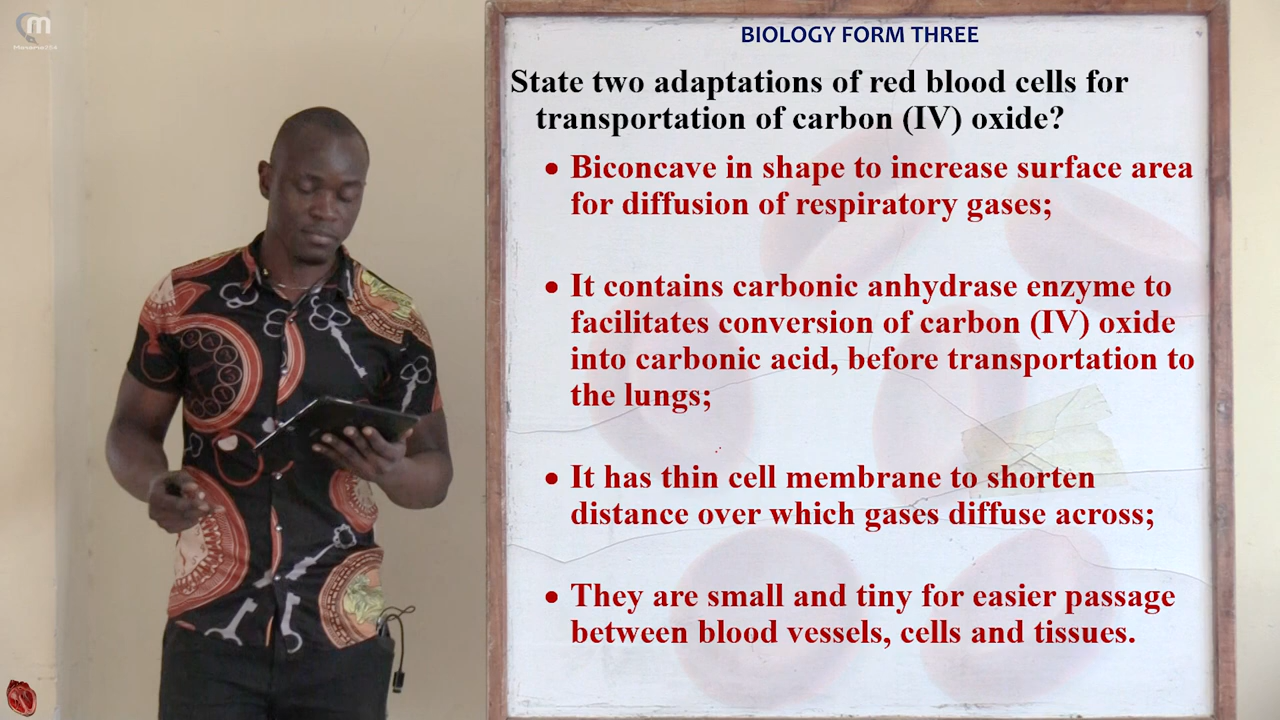 BIOLOGY FORM THREE
State two adaptations of red blood cells for
transportation of carbon (IV) oxide?
• Biconcave in shape to increase surface area
for diffusion of respiratory gases;
• It contains carbonic anhydrase enzyme to
facilitates conversion of carbon (IV) oxide
into carbonic acid, before transportation to
the lungs;
• It has thin cell membrane to shorten
distance over which gases diffuse across;
• They are small and tiny for easier passage
between blood vessels, cells and tissues.